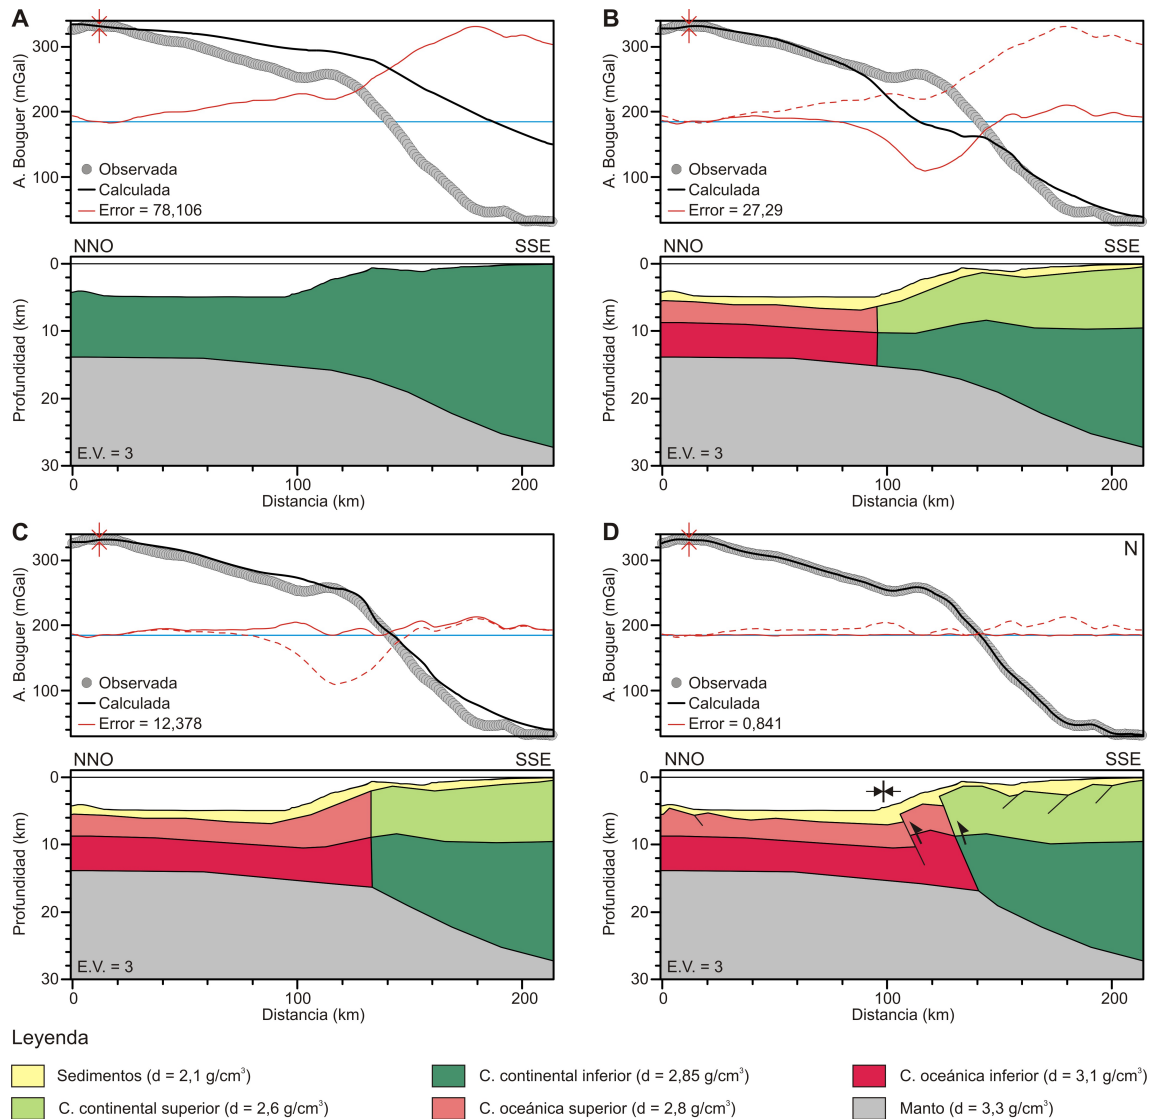 A
A. Bouguer (mGal)
300
200
100
Observada
Calculada
Error = 78,106
NNO
SSE
Profundidad (km)
0
10
20
30
E.V. = 3
0
100
200
Distancia (km)
B
A. Bouguer (mGal)
300
200
100
Observada
Calculada
Error = 27,29
NNO
SSE
Profundidad (km)
0
10
20
30
E.V. = 3
0
100
200
Distancia (km)
C
A. Bouguer (mGal)
300
200
100
Observada
Calculada
Error = 12,378
NNO
SSE
Profundidad (km)
0
10
20
30
E.V. = 3
0
100
200
Distancia (km)
D
N
A. Bouguer (mGal)
300
200
100
Observada
Calculada
Error = 0,841
NNO
SSE
Profundidad (km)
0
10
20
30
E.V. = 3
0
100
200
Distancia (km)
Leyenda
Sedimentos (d = 2,1 g/cm³)
C. continental inferior (d = 2,85 g/cm³)
C. oceánica inferior (d = 3,1 g/cm³)
C. continental superior (d = 2,6 g/cm³)
C. oceánica superior (d = 2,8 g/cm³)
Manto (d = 3,3 g/cm³)